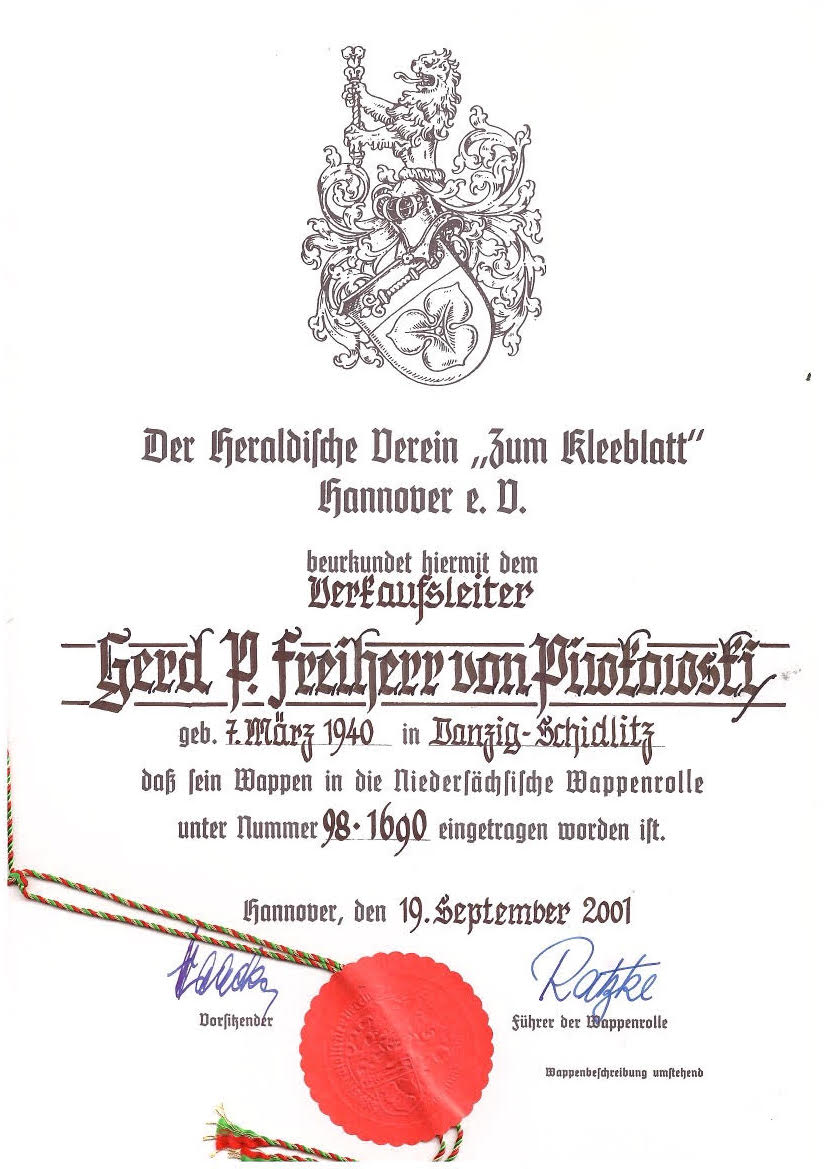 Der Heraldische Verein „Zum Kleeblatt“
Hannover e. V.
beurkundet hiermit dem
Verkaufsleiter
Gerd P. Freiherr von Piwkowski,
geb. 7. März 1940 in Danzig-Schidlitz
daß sein Wappen in die Niedersächsische Wappenrolle
unter Nummer 98·1690 eingetragen worden ist.
Hannover, den 19. September 2001
Ratzke
Vorsitzender
Führer der Wappenrolle
Wappenbeschreibung umstehend